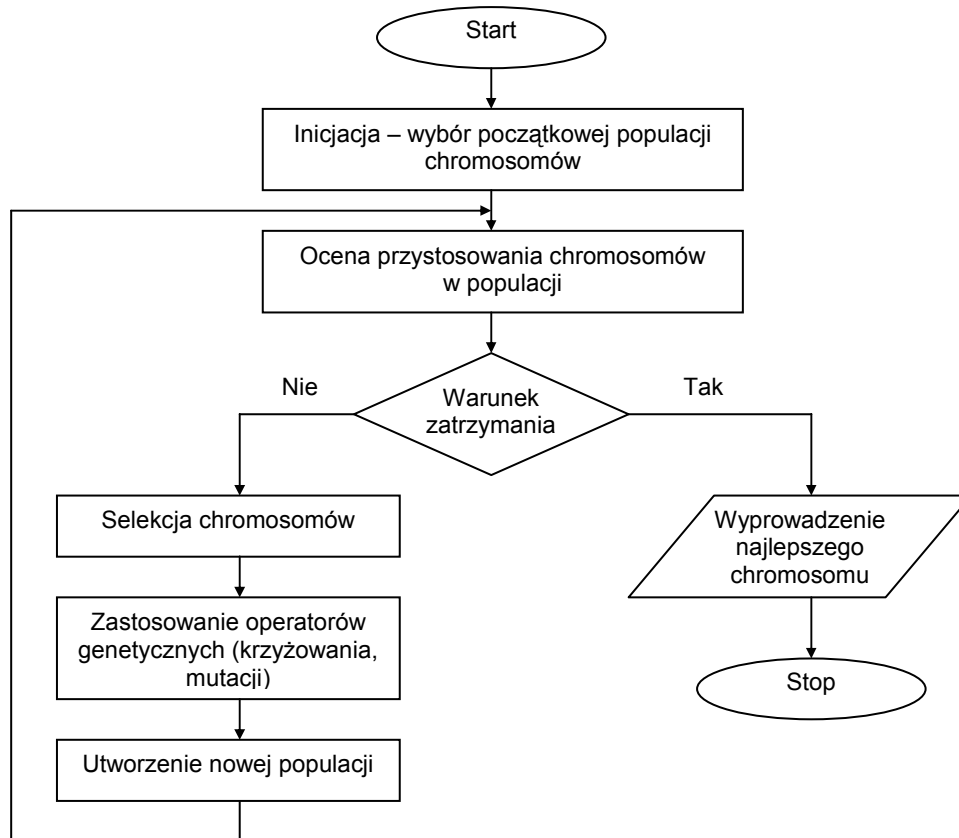 Start
Inicjacja – wybór początkowej populacji
chromosomów
Ocena przystosowania chromosomów
w populacji
Nie
Tak
Warunek
zatrzymania
Selekcja chromosomów
Wyprowadzenie
najlepszego
chromosomu
Zastosowanie operatorów
genetycznych (krzyżowania,
mutacji)
Stop
Utworzenie nowej populacji